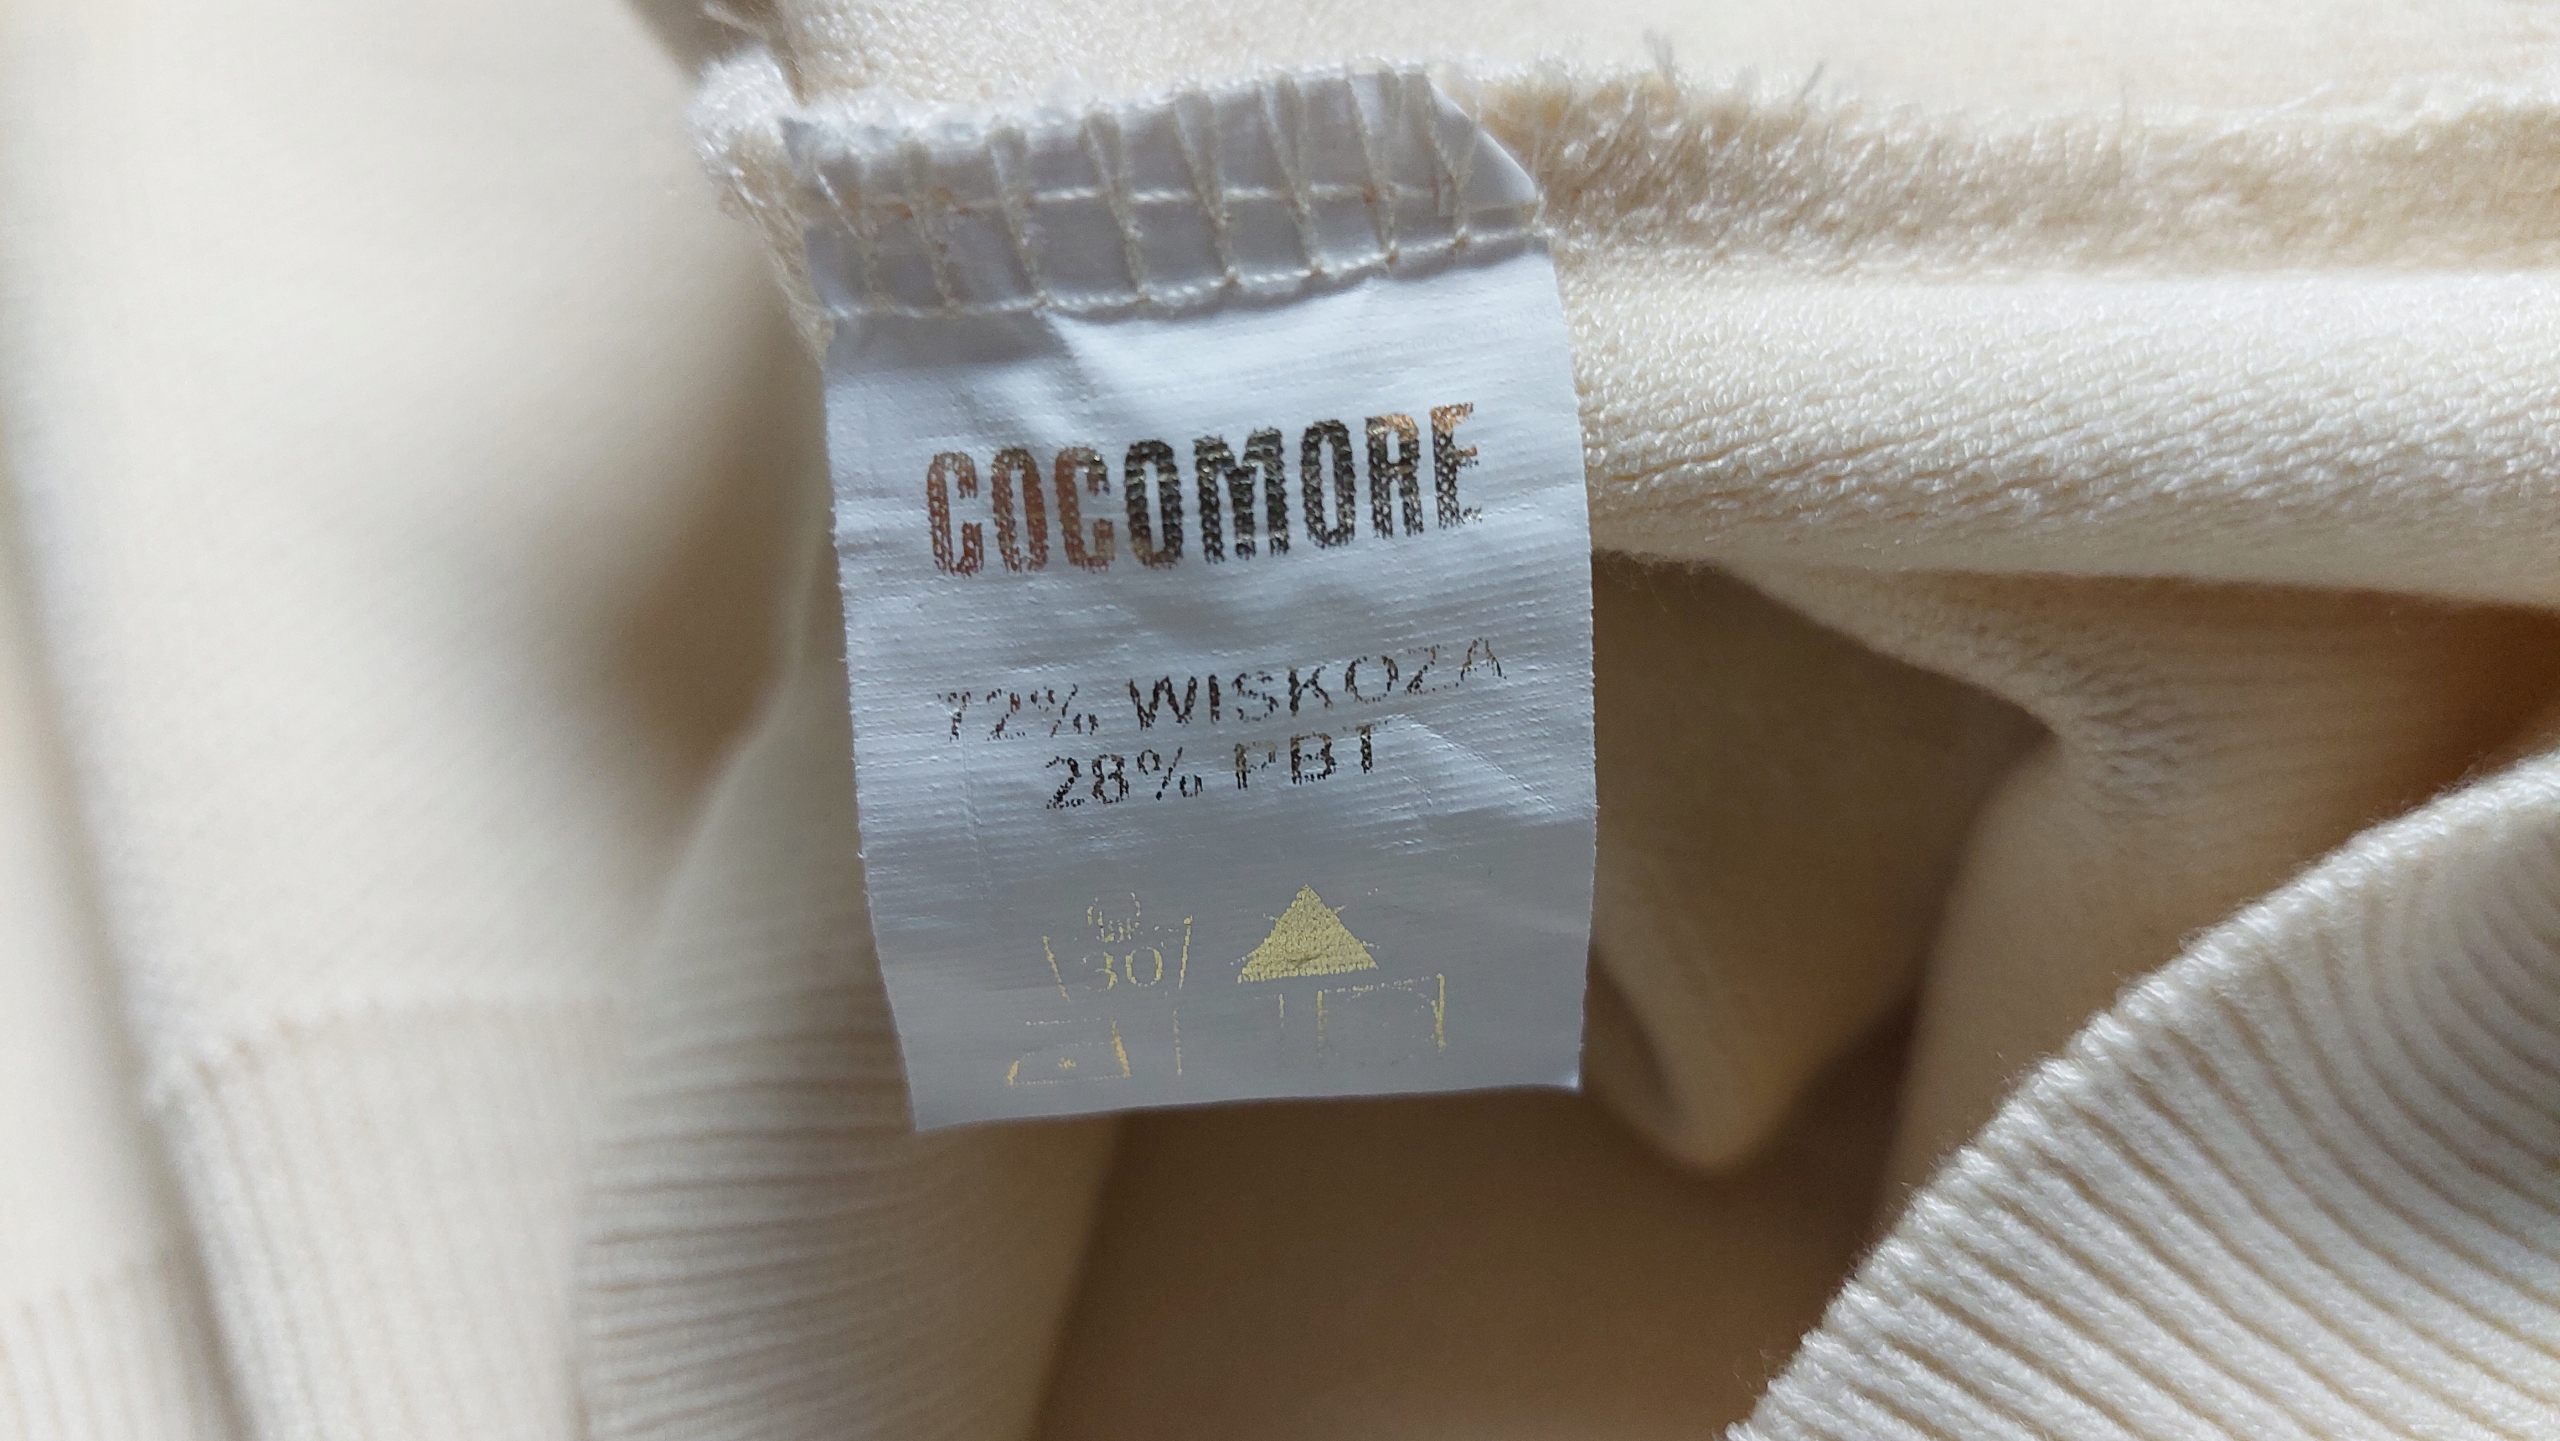 COCOMORE
72% WISKOZA
28% PBT
30